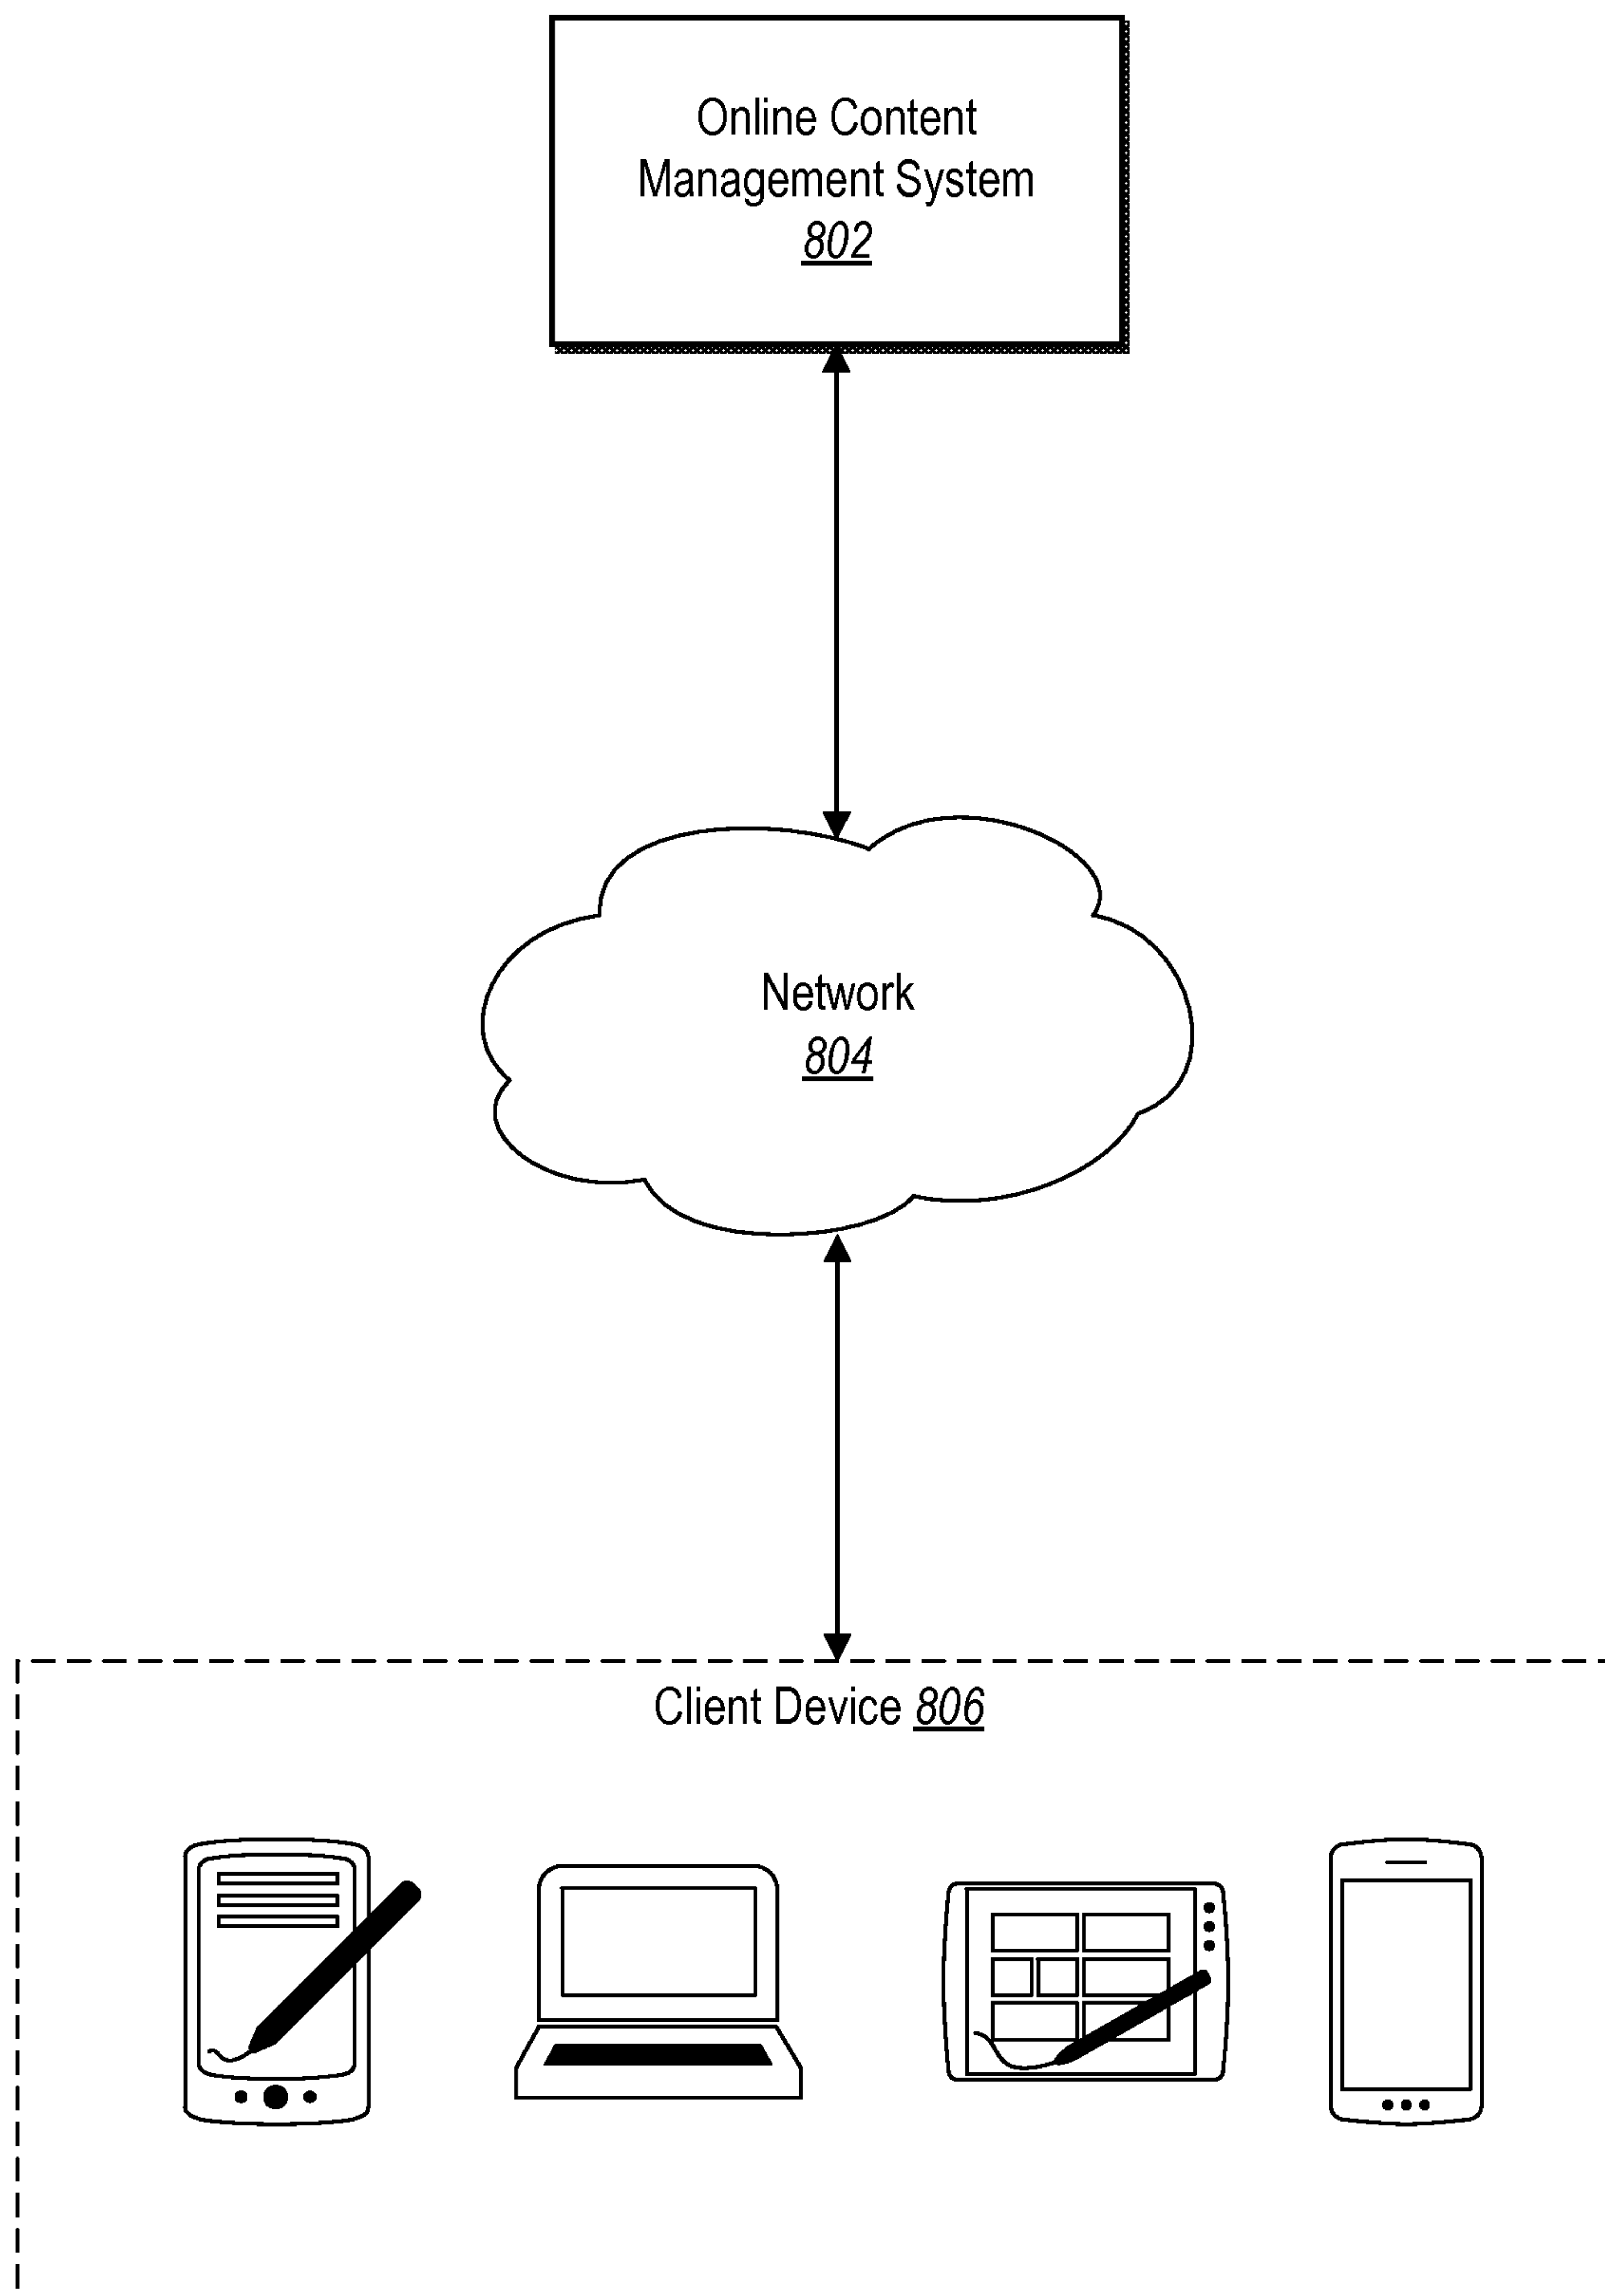 Online Content
Management System
802
Network
804
Client Device 806